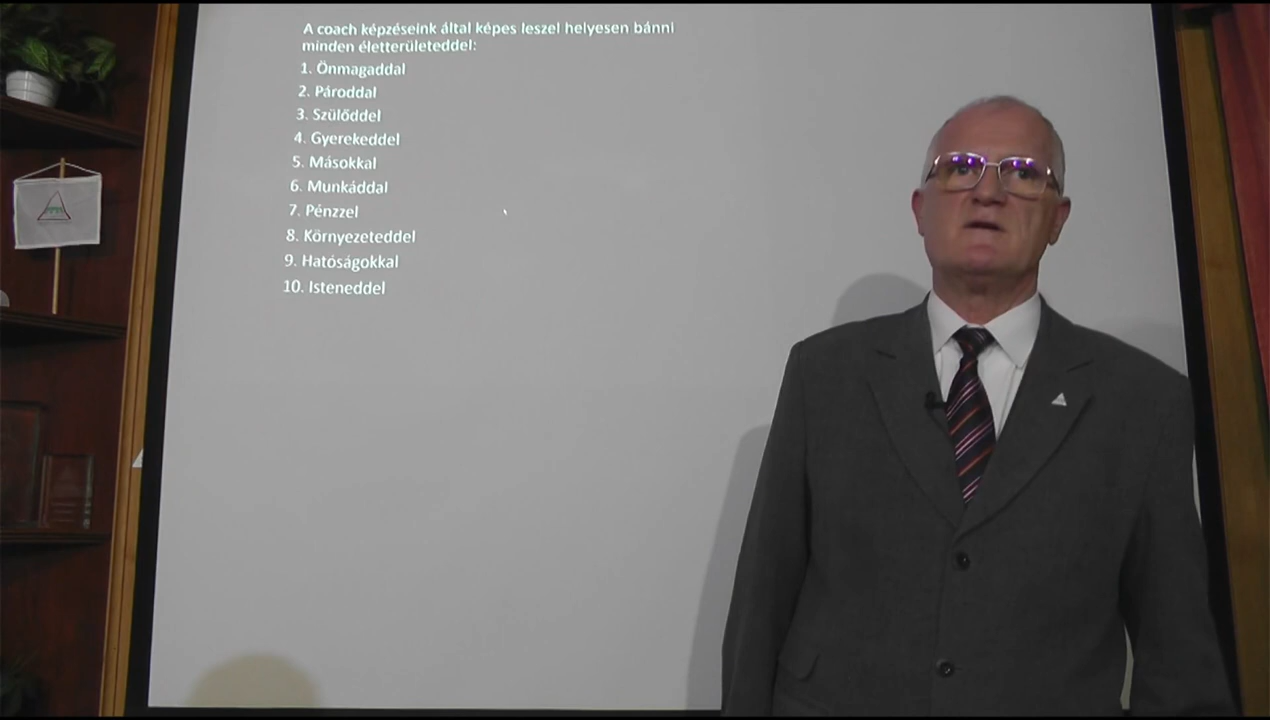 A coach képzéseink által képes leszel helyesen bánni
minden életterületeddel:
1. Önmagaddal
2. Pároddal
3. Szülőddel
4. Gyerekeddel
5. Másokkal
6. Munkáddal
7. Pénzzel
8. Környezeteddel
9. Hatóságokkal
10. Isteneddel